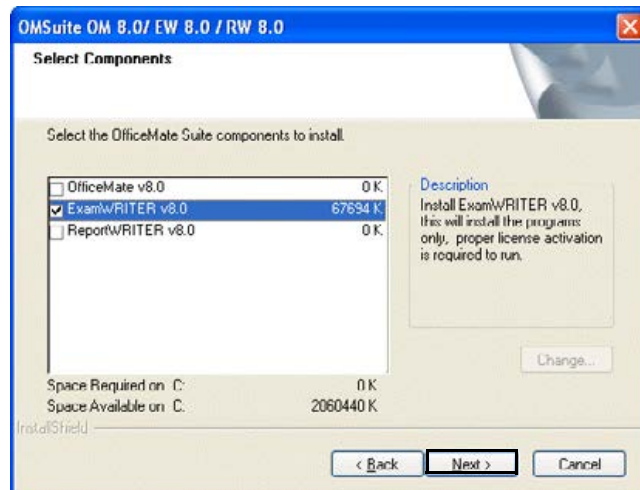 OMSuite OM 8.0/ EW 8.0 / RW 8.0
Select Components
Select the OfficeMate Suite components to install.
OfficeMate v8.0 0 K
ExamWRITER v8.0 67694 K
ReportWRITER v8.0 0 K
Description
Install ExamWRITER v8.0,
this will install the programs
only, proper license activation
is required to run.
Change...
Space Required on C: 0 K
Space Available on C: 2060440 K
InstallShield
< Back Next > Cancel